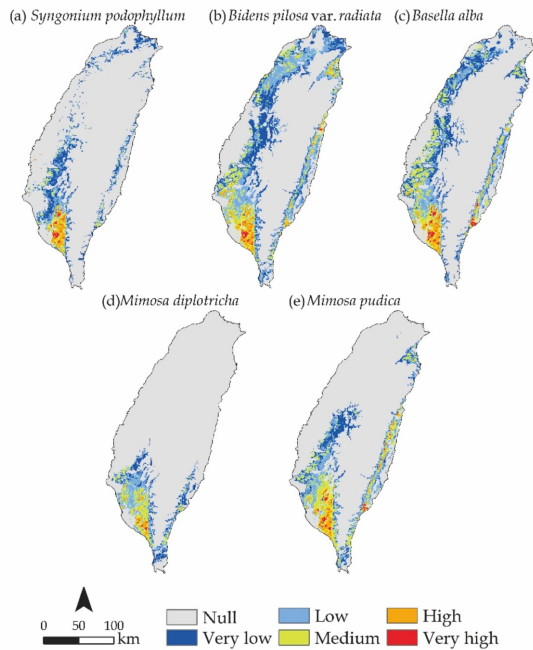 (a) Syngonium podophyllum
(b) Bidens pilosa var. radiata
(c) Basella alba
(d)Mimosa diplotricha
(e) Mimosa pudica
0 50 100
km
Null
Low
High
Very low
Medium
Very high